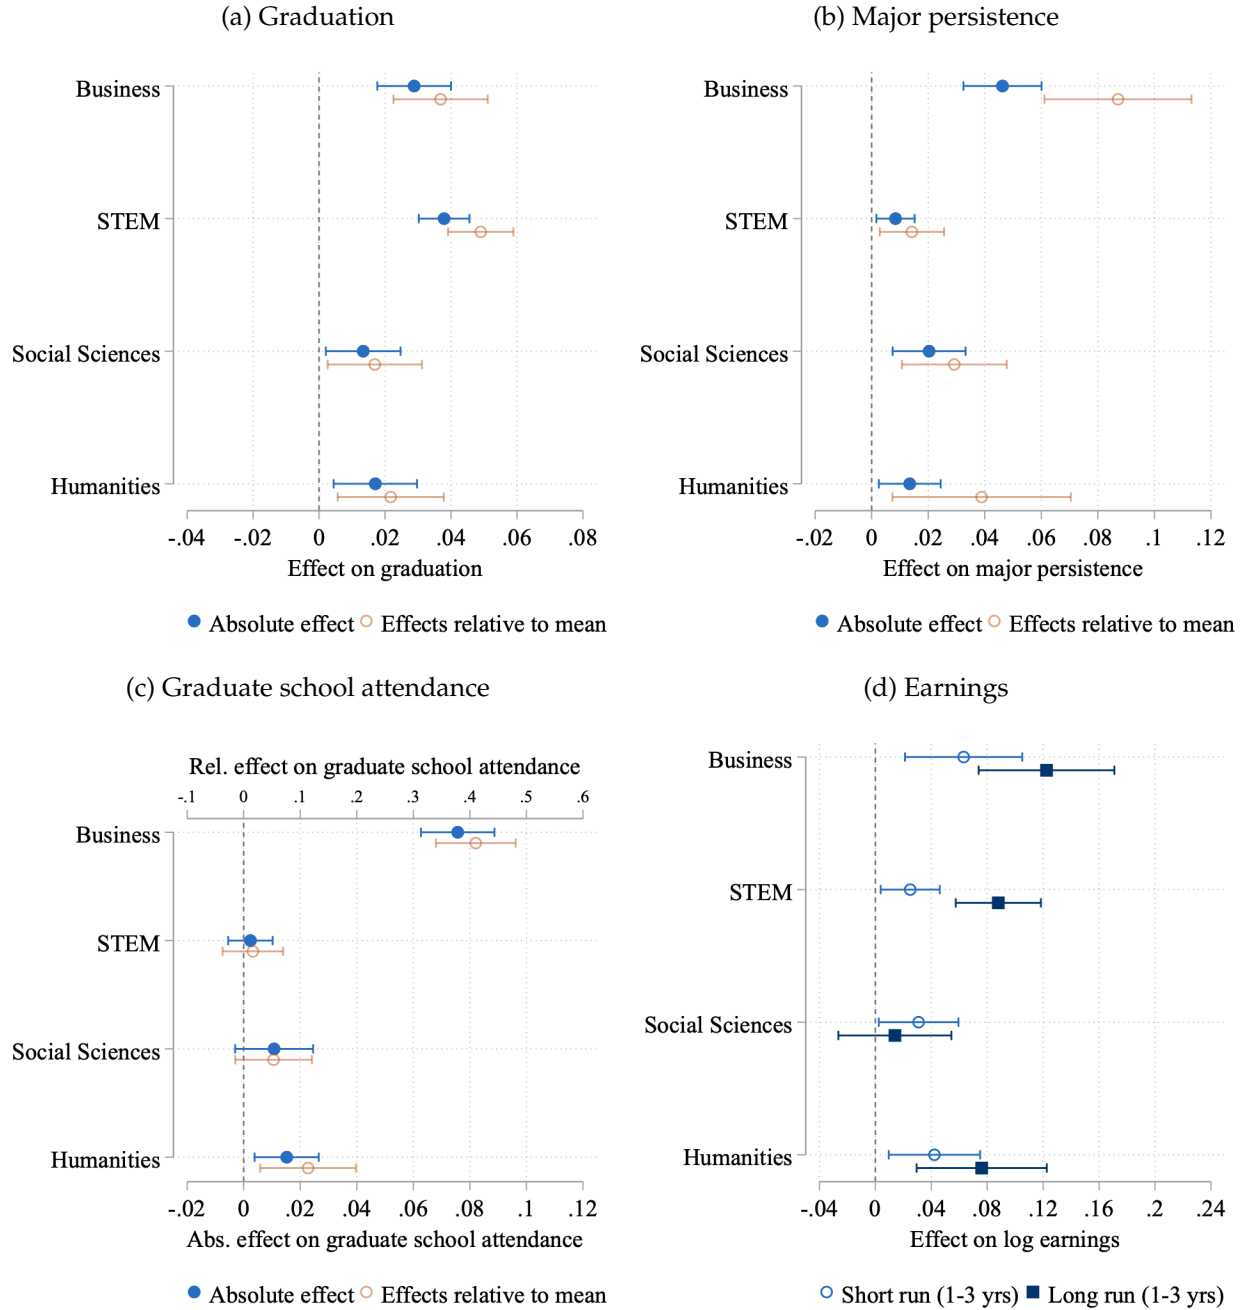 (a) Graduation
Business
STEM
Social Sciences
Humanities
-.04 -.02 0 .02 .04 .06 .08
Effect on graduation
Absolute effect Effects relative to mean
(b) Major persistence
Business
STEM
Social Sciences
Humanities
-.02 0 .02 .04 .06 .08 .1 .12
Effect on major persistence
Absolute effect Effects relative to mean
(c) Graduate school attendance
Rel. effect on graduate school attendance
-.1 0 .1 .2 .3 .4 .5 .6
Business
STEM
Social Sciences
Humanities
-.02 0 .02 .04 .06 .08 .1 .12
Abs. effect on graduate school attendance
Absolute effect Effects relative to mean
(d) Earnings
Business
STEM
Social Sciences
Humanities
-.04 0 .04 .08 .12 .16 .2 .24
Effect on log earnings
Short run (1-3 yrs) Long run (1-3 yrs)